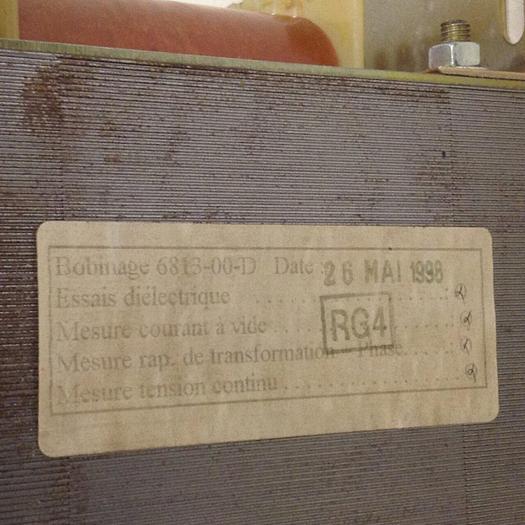 Bobinage 6813-00-D Date : 26 MAI 1998
Essais diélectrique ..........
Mesure courant à vide .....
RG4
Mesure rap. de transformation Phase......
Mesure tension continu ..................